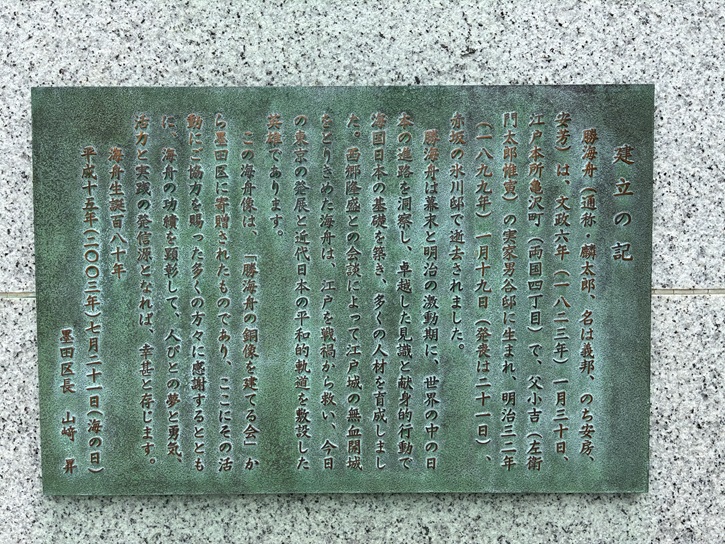 建立の記
勝海舟（通称・麟太郎、名は義邦、のち安房、
安芳）は、文政六年（一八二三年）一月三十日、
江戸本所亀沢町（両国四丁目）で、父小吉（左衛
門太郎惟寅）の実家男谷邸に生まれ、明治三二年
（一八九九年）一月十九日（発喪は二十一日）、
赤坂の氷川邸で逝去されました。
勝海舟は幕末と明治の激動期に、世界の中の日
本の進路を洞察し、卓越した見識と献身的行動で
海国日本の基礎を築き、多くの人材を育成しまし
た。西郷隆盛との会談によって江戸城の無血開城
をとりきめた海舟は、江戸を戦禍から救い、今日
の東京の発展と近代日本の平和的軌道を敷設した
英雄であります。
この海舟像は、「勝海舟の銅像を建てる会」か
ら墨田区に寄贈されたものであり、ここにその活
動にご協力を賜った多くの方々に感謝するととも
に、海舟の功績を顕彰して、人びとの夢と勇気、
活力と実践の発信源となれば、幸甚と存じます。
海舟生誕百八十年
平成十五年（二〇〇三年）七月二十一日（海の日）
墨田区長 山﨑 昇